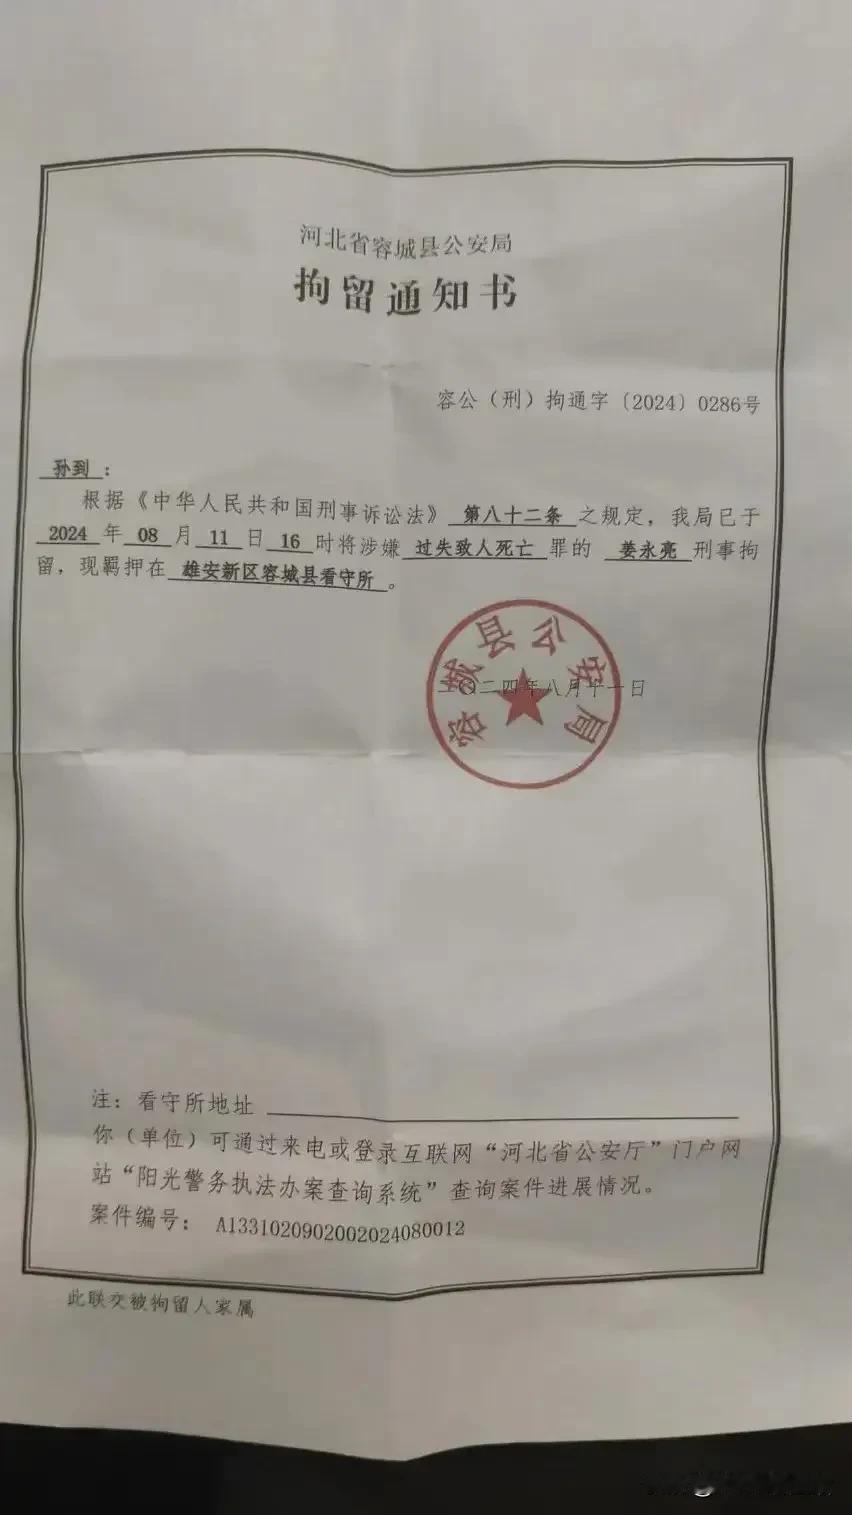 河北省容城县公安局
拘留通知书
容公（刑）拘通字〔2024〕0286号
孙到：
根据《中华人民共和国刑事诉讼法》第八十二条之规定，我局已于
2024年08月11日16时将涉嫌过失致人死亡罪的姜永亮刑事拘
留，现羁押在雄安新区容城县看守所。
容城县公安局
二〇二四年八月十一日
注：看守所地址
你（单位）可通过来电或登录互联网“河北省公安厅”门户网
站“阳光警务执法办案查询系统”查询案件进展情况。
案件编号：A1331020902002024080012
此联交被拘留人家属